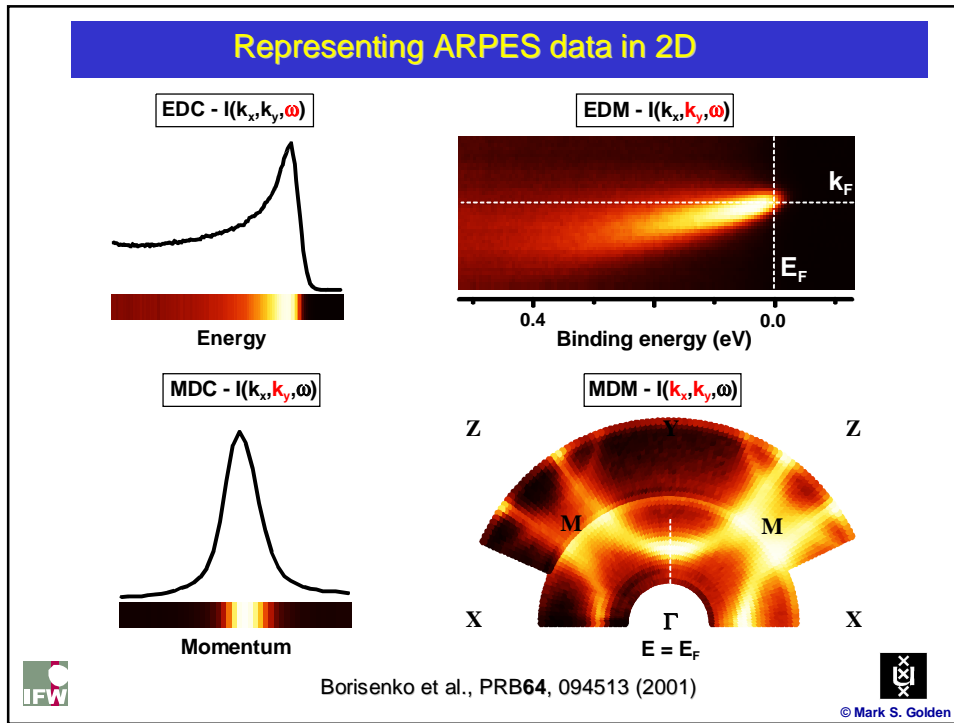 Representing ARPES data in 2D
EDC - I(kx,ky,ω)
Energy
EDM - I(kx,ky,ω)
kF
EF
0.4
0.0
Binding energy (eV)
MDC - I(kx,ky,ω)
Momentum
MDM - I(kx,ky,ω)
Z
Y
Z
M
M
X
Γ
X
E = EF
IFW
Borisenko et al., PRB64, 094513 (2001)
© Mark S. Golden